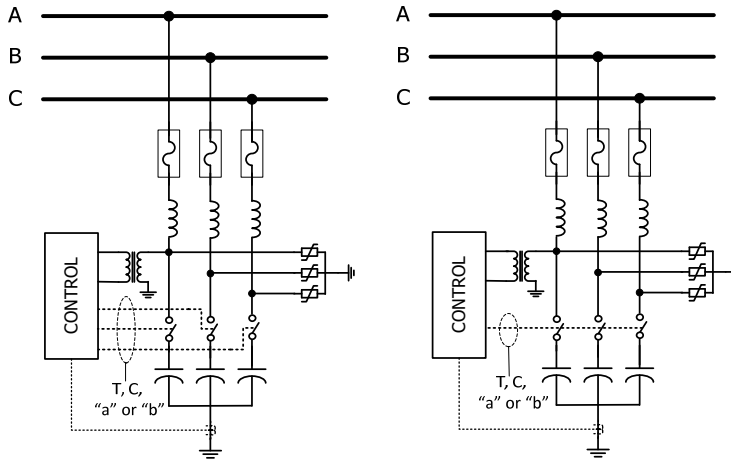 A
B
C
CONTROL
T, C,
“a” or “b”
A
B
C
CONTROL
T, C,
“a” or “b”